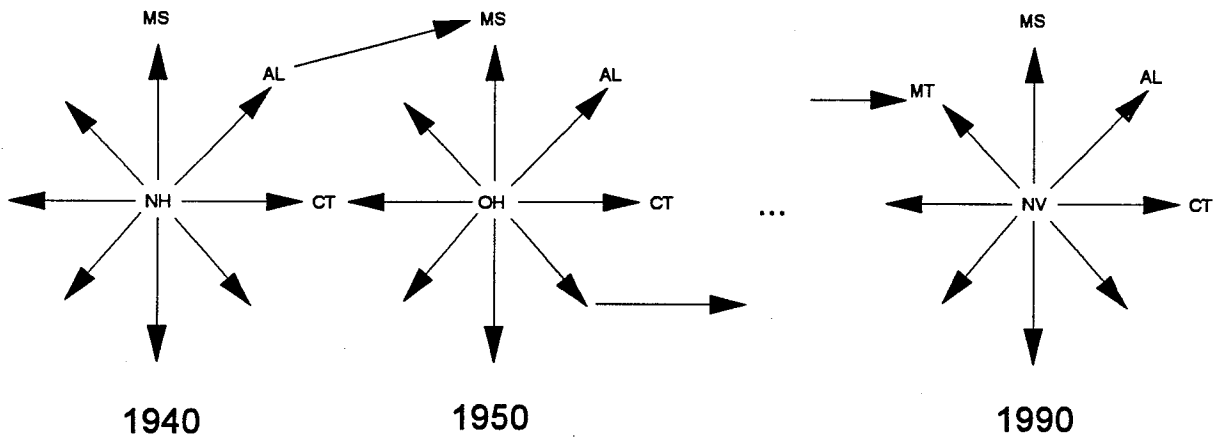 MS MS MS
AL AL MT AL
NH CT OH CT ... NV CT
1940 1950 1990